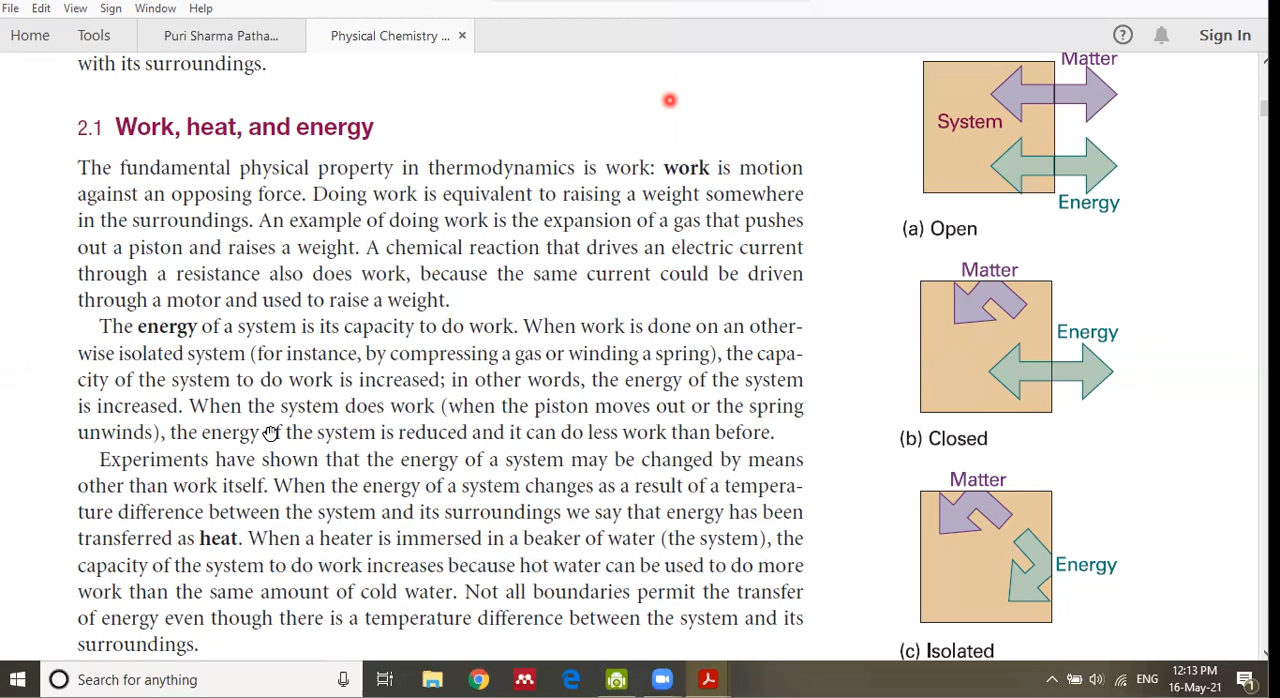 File Edit View Sign Window Help
Home Tools Puri Sharma Patha... Physical Chemistry ... × ? Sign In
with its surroundings.
2.1 Work, heat, and energy
The fundamental physical property in thermodynamics is work: work is motion
against an opposing force. Doing work is equivalent to raising a weight somewhere
in the surroundings. An example of doing work is the expansion of a gas that pushes
out a piston and raises a weight. A chemical reaction that drives an electric current
through a resistance also does work, because the same current could be driven
through a motor and used to raise a weight.
The energy of a system is its capacity to do work. When work is done on an other-
wise isolated system (for instance, by compressing a gas or winding a spring), the capa-
city of the system to do work is increased; in other words, the energy of the system
is increased. When the system does work (when the piston moves out or the spring
unwinds), the energy of the system is reduced and it can do less work than before.
Experiments have shown that the energy of a system may be changed by means
other than work itself. When the energy of a system changes as a result of a tempera-
ture difference between the system and its surroundings we say that energy has been
transferred as heat. When a heater is immersed in a beaker of water (the system), the
capacity of the system to do work increases because hot water can be used to do more
work than the same amount of cold water. Not all boundaries permit the transfer
of energy even though there is a temperature difference between the system and its
surroundings.
Matter
System
Energy
(a) Open
Matter
Energy
(b) Closed
Matter
Energy
(c) Isolated
Search for anything
ENG
12:13 PM
16-May-21
1